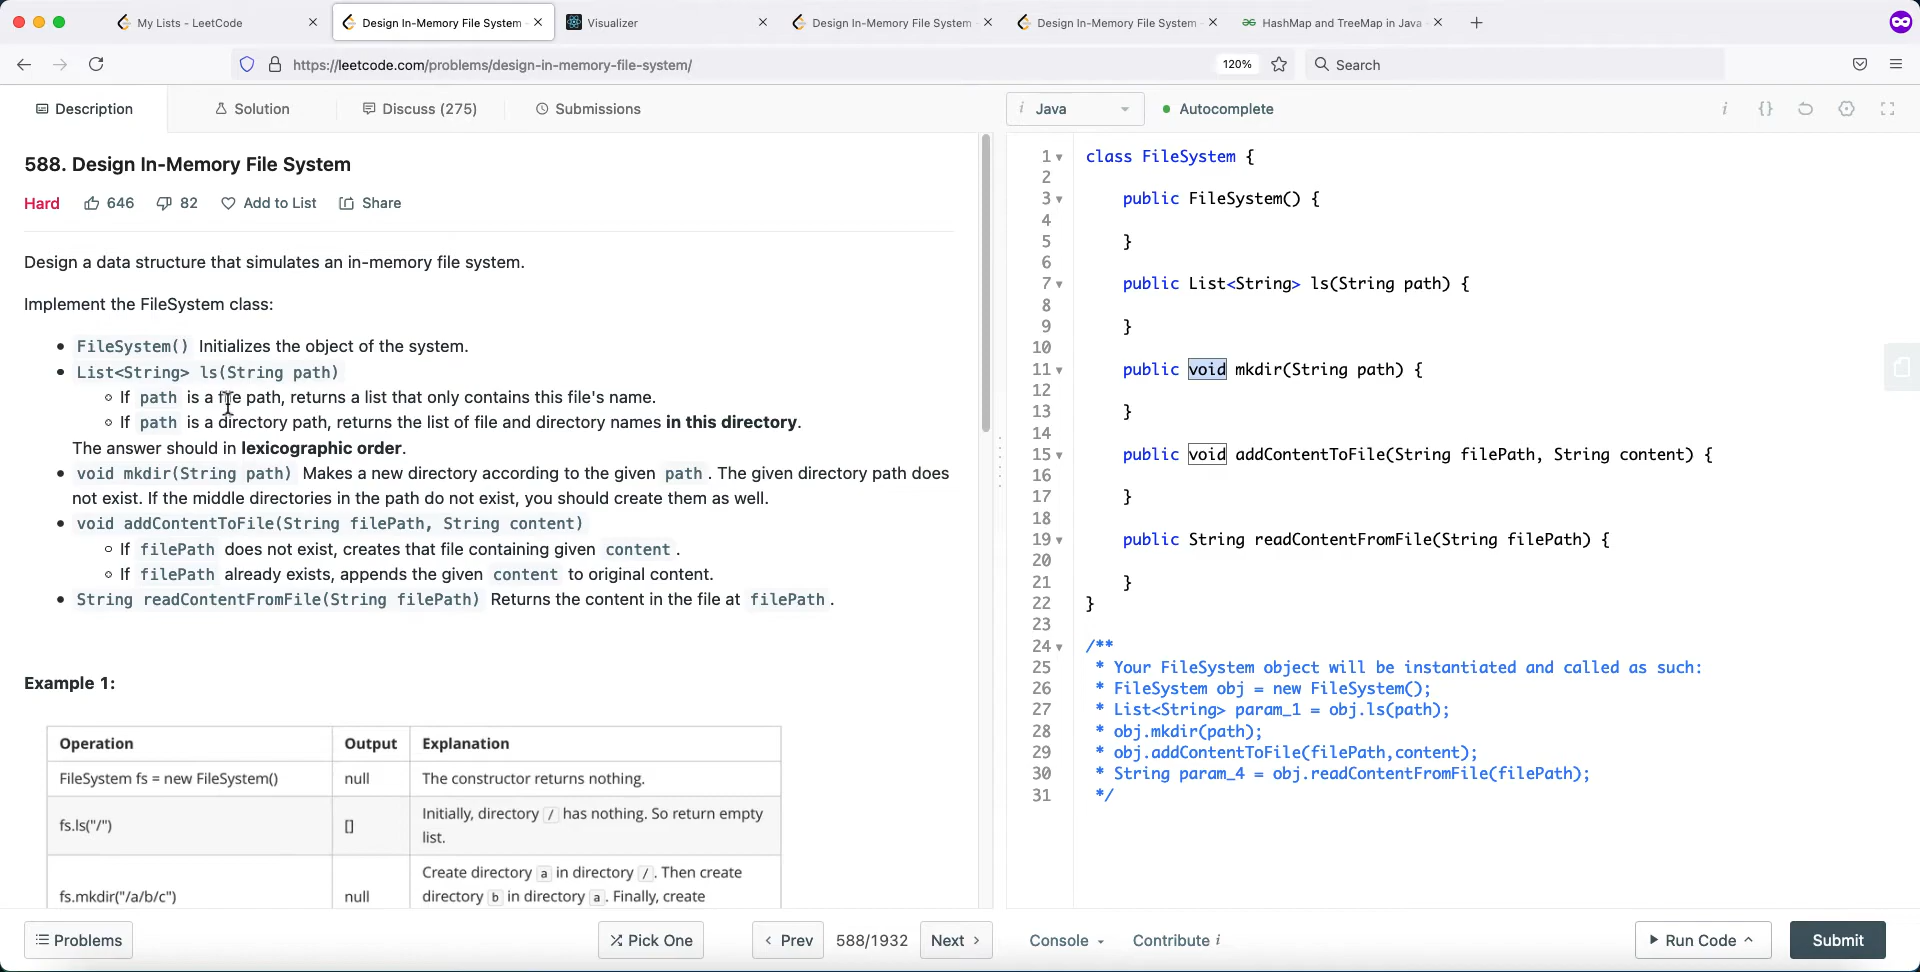 My Lists - LeetCode
Design In-Memory File System
Visualizer
Design In-Memory File System
Design In-Memory File System
HashMap and TreeMap in Java
https://leetcode.com/problems/design-in-memory-file-system/
120%
Search
Description
Solution
Discuss (275)
Submissions
i Java
Autocomplete
i {}
588. Design In-Memory File System
Hard 646 82 Add to List Share
Design a data structure that simulates an in-memory file system.
Implement the FileSystem class:
• FileSystem() Initializes the object of the system.
• List<String> ls(String path)
◦ If path is a file path, returns a list that only contains this file's name.
◦ If path is a directory path, returns the list of file and directory names in this directory.
The answer should in lexicographic order.
• void mkdir(String path) Makes a new directory according to the given path. The given directory path does
not exist. If the middle directories in the path do not exist, you should create them as well.
• void addContentToFile(String filePath, String content)
◦ If filePath does not exist, creates that file containing given content.
◦ If filePath already exists, appends the given content to original content.
• String readContentFromFile(String filePath) Returns the content in the file at filePath.
Example 1:
Operation Output Explanation
FileSystem fs = new FileSystem() null The constructor returns nothing.
fs.ls("/") [] Initially, directory / has nothing. So return empty
list.
fs.mkdir("/a/b/c") null Create directory a in directory /. Then create
directory b in directory a. Finally, create
1 class FileSystem {
2
3 public FileSystem() {
4
5 }
6
7 public List<String> ls(String path) {
8
9 }
10
11 public void mkdir(String path) {
12
13 }
14
15 public void addContentToFile(String filePath, String content) {
16
17 }
18
19 public String readContentFromFile(String filePath) {
20
21 }
22 }
23
24 /**
25 * Your FileSystem object will be instantiated and called as such:
26 * FileSystem obj = new FileSystem();
27 * List<String> param_1 = obj.ls(path);
28 * obj.mkdir(path);
29 * obj.addContentToFile(filePath,content);
30 * String param_4 = obj.readContentFromFile(filePath);
31 */
Problems
Pick One
Prev
588/1932
Next
Console
Contribute i
Run Code
Submit